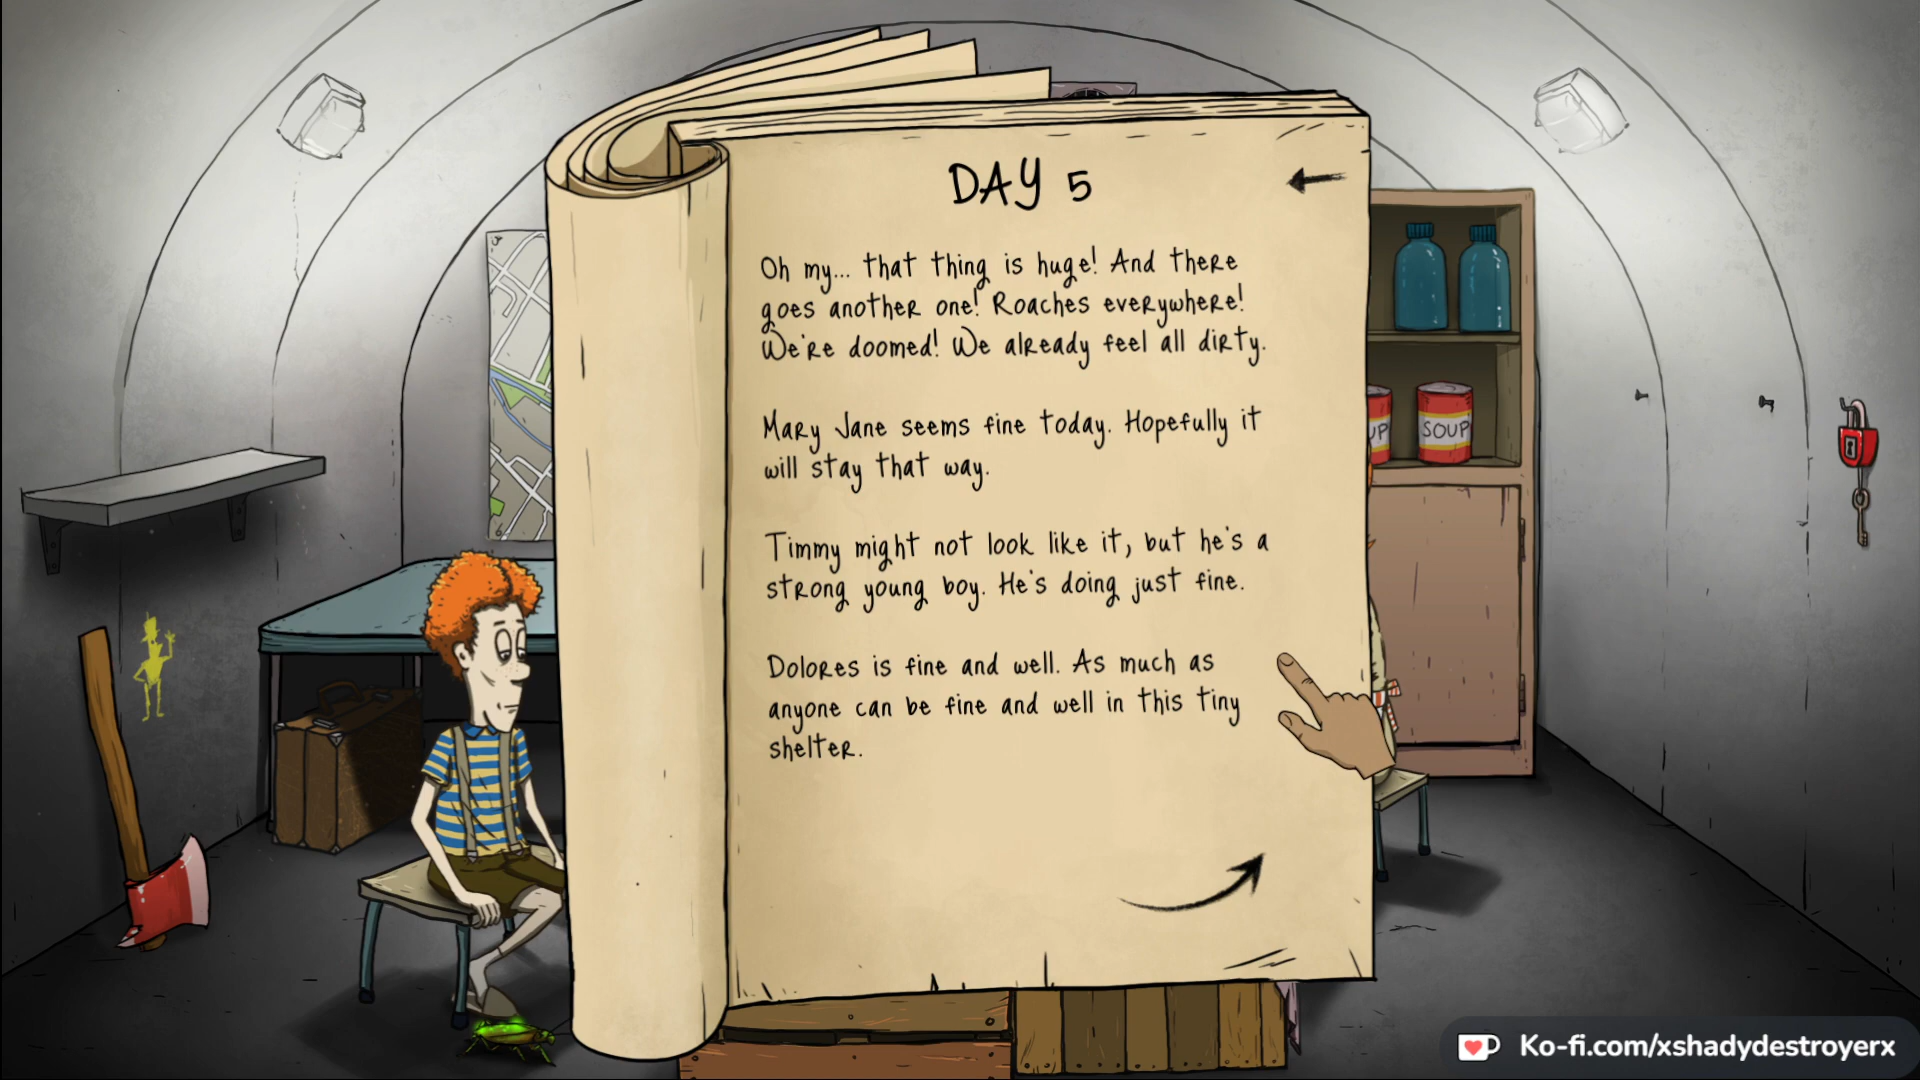 DAY 5
Oh my... that thing is huge! And there
goes another one! Roaches everywhere!
We're doomed! We already feel all dirty.
Mary Jane seems fine today. Hopefully it
will stay that way.
Timmy might not look like it, but he's a
strong young boy. He's doing just fine.
Dolores is fine and well. As much as
anyone can be fine and well in this tiny
shelter.
UP
SOUP
Ko-fi.com/xshadydestroyerx